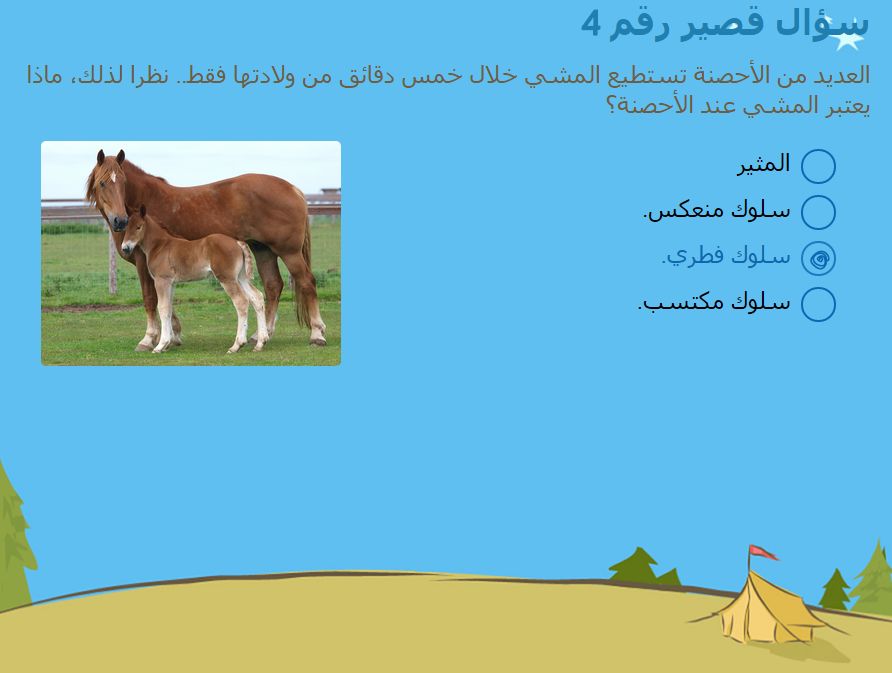 سؤال قصير رقم 4
العديد من الأحصنة تستطيع المشي خلال خمس دقائق من ولادتها فقط.. نظرا لذلك، ماذا
يعتبر المشي عند الأحصنة؟
المثير
سلوك منعكس.
سلوك فطري.
سلوك مكتسب.